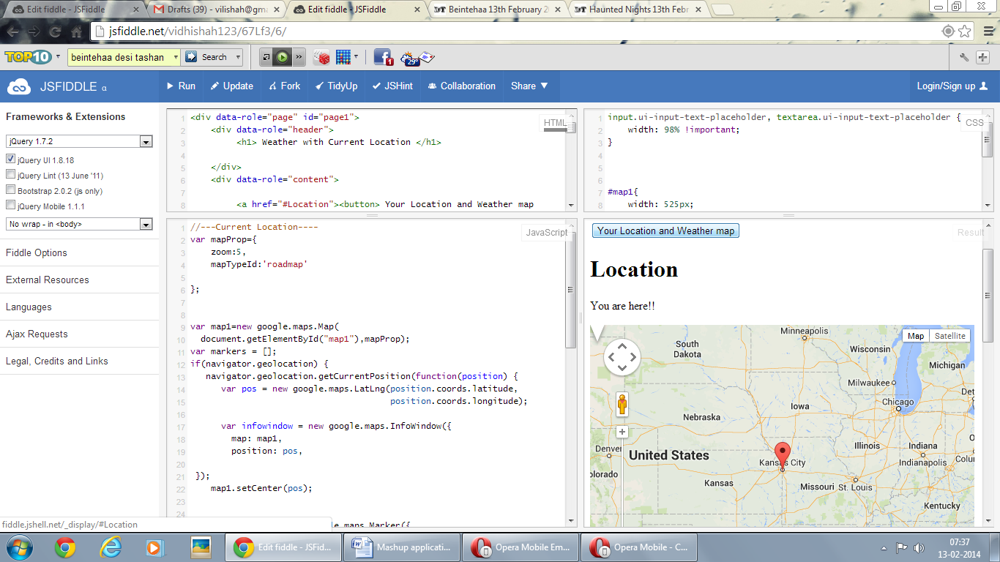 Edit fiddle - JSFiddle
Drafts (39) - vilishah@gma
Edit fiddle - JSFiddle
Beintehaa 13th February 2
Haunted Nights 13th Febr
jsfiddle.net/vidhishah123/67Lf3/6/
TOP10
beintehaa desi tashan
Search
1
29°
JSFIDDLE α
Run
Update
Fork
TidyUp
JSHint
Collaboration
Share
Login/Sign up
Frameworks & Extensions
jQuery 1.7.2
jQuery UI 1.8.18
jQuery Lint (13 June '11)
Bootstrap 2.0.2 (js only)
jQuery Mobile 1.1.1
No wrap - in <body>
Fiddle Options
External Resources
Languages
Ajax Requests
Legal, Credits and Links
HTML
1 <div data-role="page" id="page1">
2 <div data-role="header">
3 <h1> Weather with Current Location </h1>
4
5 </div>
6 <div data-role="content">
7
8 <a href="#Location"><button> Your Location and Weather map
CSS
1 input.ui-input-text-placeholder, textarea.ui-input-text-placeholder {
2 width: 98% !important;
3 }
4
5
6
7 #map1{
8 width: 525px;
JavaScript
1 //---Current Location----
2 var mapProp={
3 zoom:5,
4 mapTypeId:'roadmap'
5
6 };
7
8
9 var map1=new google.maps.Map(
10 document.getElementById("map1"),mapProp);
11 var markers = [];
12 if(navigator.geolocation) {
13 navigator.geolocation.getCurrentPosition(function(position) {
14 var pos = new google.maps.LatLng(position.coords.latitude,
15 position.coords.longitude);
16
17 var infowindow = new google.maps.InfoWindow({
18 map: map1,
19 position: pos,
20
21 });
22 map1.setCenter(pos);
23
24
le.maps.Marker({
Result
Your Location and Weather map
Location
You are here!!
Map
Satellite
Minneapolis
South
Dakota
Wisconsin
Michigan
Milwaukee
Det
Chicago
Iowa
Nebraska
Illinois
Indiana
O
Denver
United States
Kansas City
Indianapolis
Colu
olorado
Kansas
Missouri
St. Louis
Kentucky
fiddle.jshell.net/_display/#Location
Edit fiddle - JSFid...
Mashup applicati...
Opera Mobile Em...
Opera Mobile - C...
07:37
13-02-2014